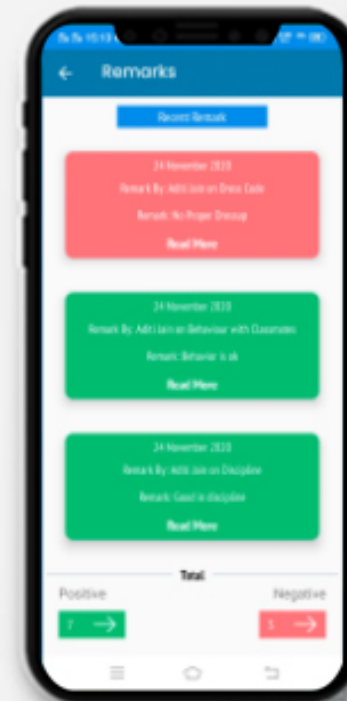 Remarks
Recent Remark
24 November 2020
Remark By: Aditi Jain on Dress Code
Remark: No Proper Dressup
Read More
24 November 2020
Remark By: Aditi Jain on Behaviour with Classmates
Remark: Behavior is ok
Read More
24 November 2020
Remark By: Aditi Jain on Discipline
Remark: Good in discipline
Read More
Total
Positive
Negative
7